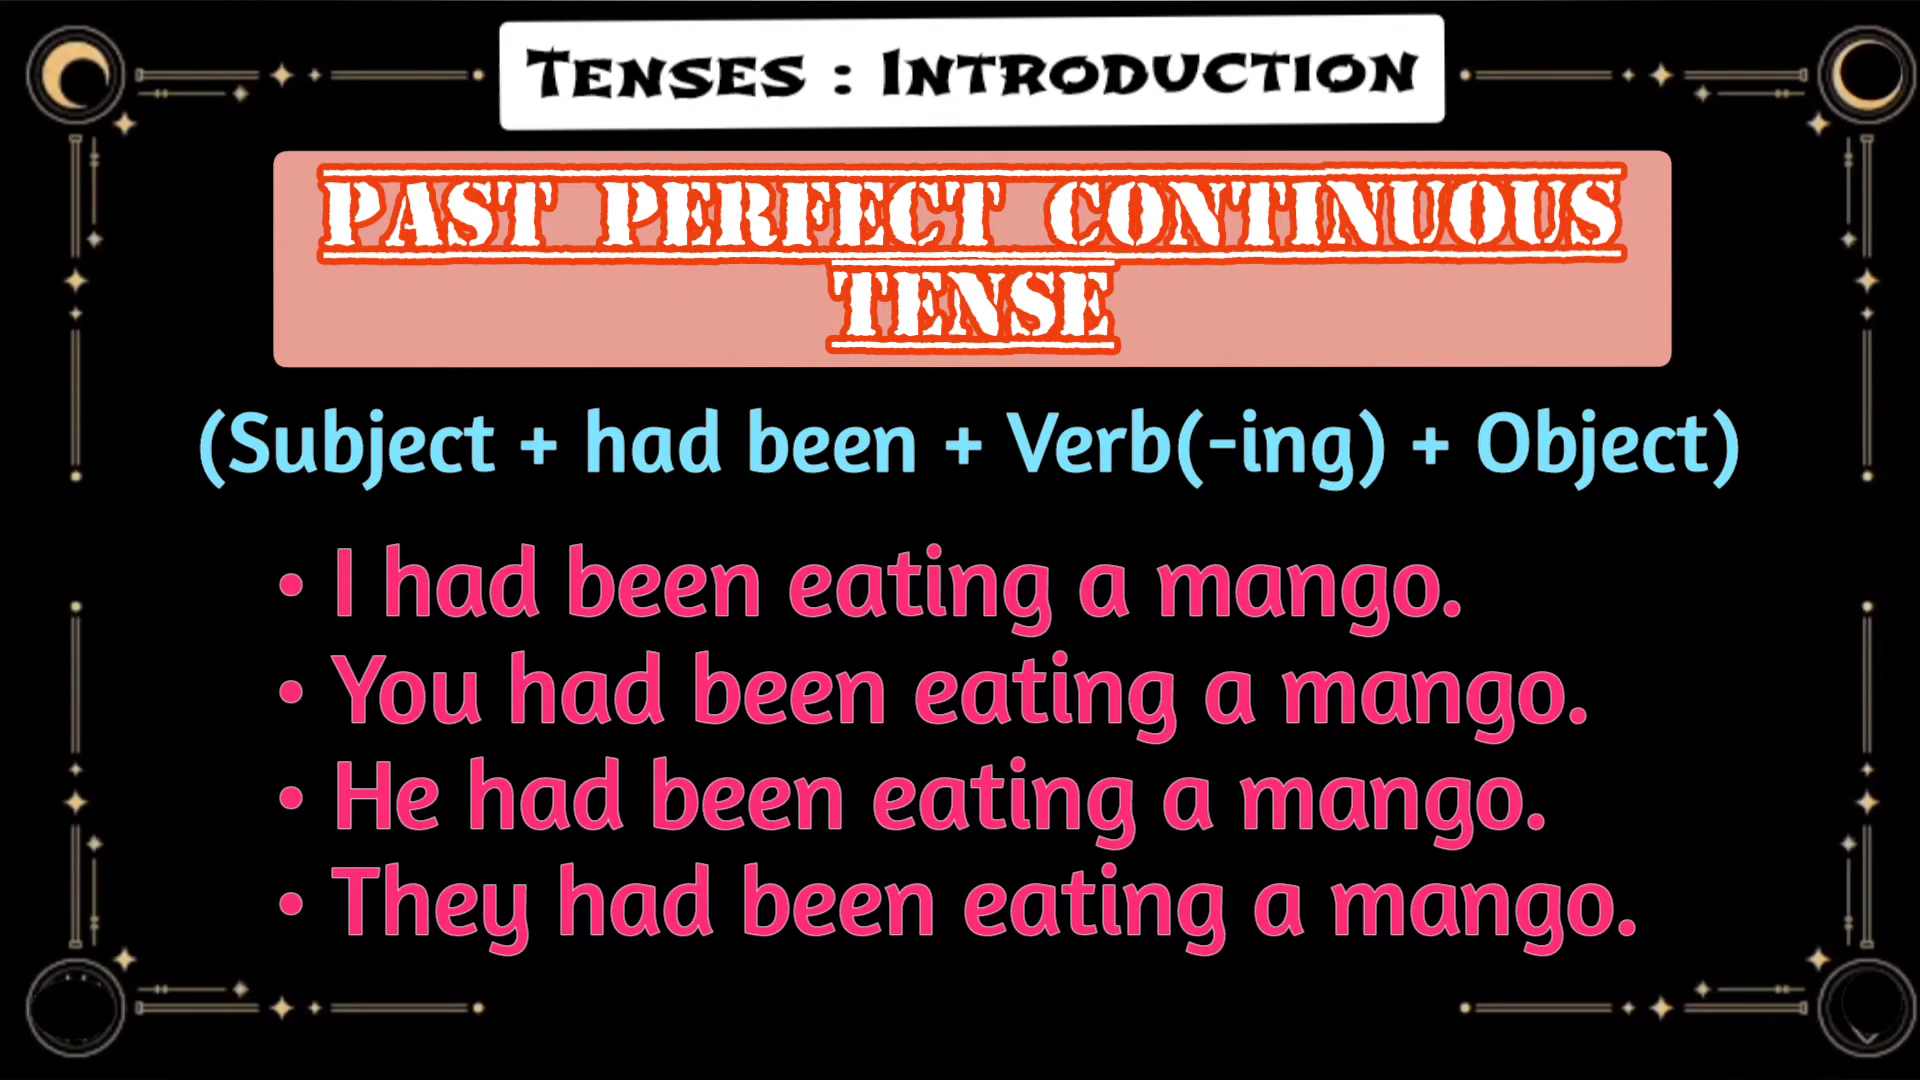 TENSES : INTRODUCTION
PAST PERFECT CONTINUOUS
TENSE
(Subject + had been + Verb(-ing) + Object)
• I had been eating a mango.
• You had been eating a mango.
• He had been eating a mango.
• They had been eating a mango.